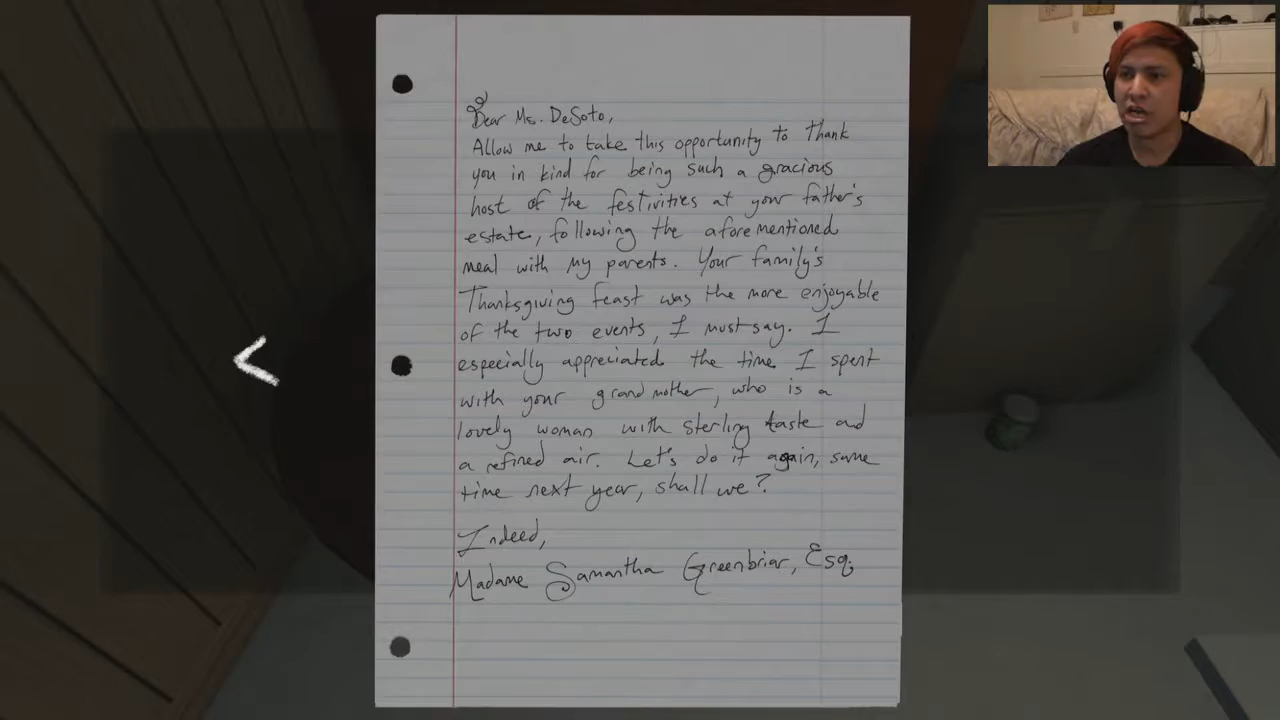 Dear Ms. DeSoto,
Allow me to take this opportunity to thank
you in kind for being such a gracious
host of the festivities at your father's
estate, following the aforementioned
meal with my parents. Your family's
Thanksgiving feast was the more enjoyable
of the two events, I must say. I
especially appreciated the time I spent
with your grandmother, who is a
lovely woman with sterling taste and
a refined air. Let's do it again, same
time next year, shall we?
Indeed,
Madame Samantha Greenbriar, Esq.